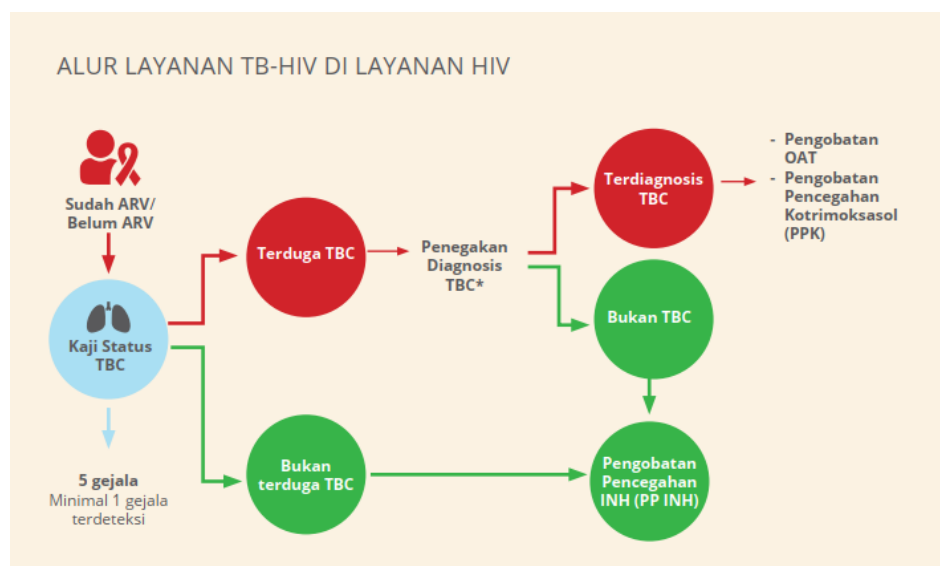 ALUR LAYANAN TB-HIV DI LAYANAN HIV
Sudah ARV/
Belum ARV
Kaji Status
TBC
5 gejala
Minimal 1 gejala
terdeteksi
Terduga TBC
Penegakan
Diagnosis
TBC*
Terdiagnosis
TBC
- Pengobatan
OAT
- Pengobatan
Pencegahan
Kotrimoksasol
(PPK)
Bukan TBC
Bukan
terduga TBC
Pengobatan
Pencegahan
INH (PP INH)